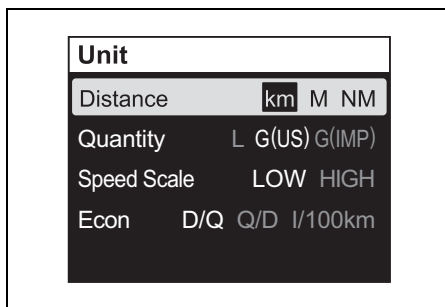 Unit
Distance km M NM
Quantity L G(US) G(IMP)
Speed Scale LOW HIGH
Econ D/Q Q/D l/100km